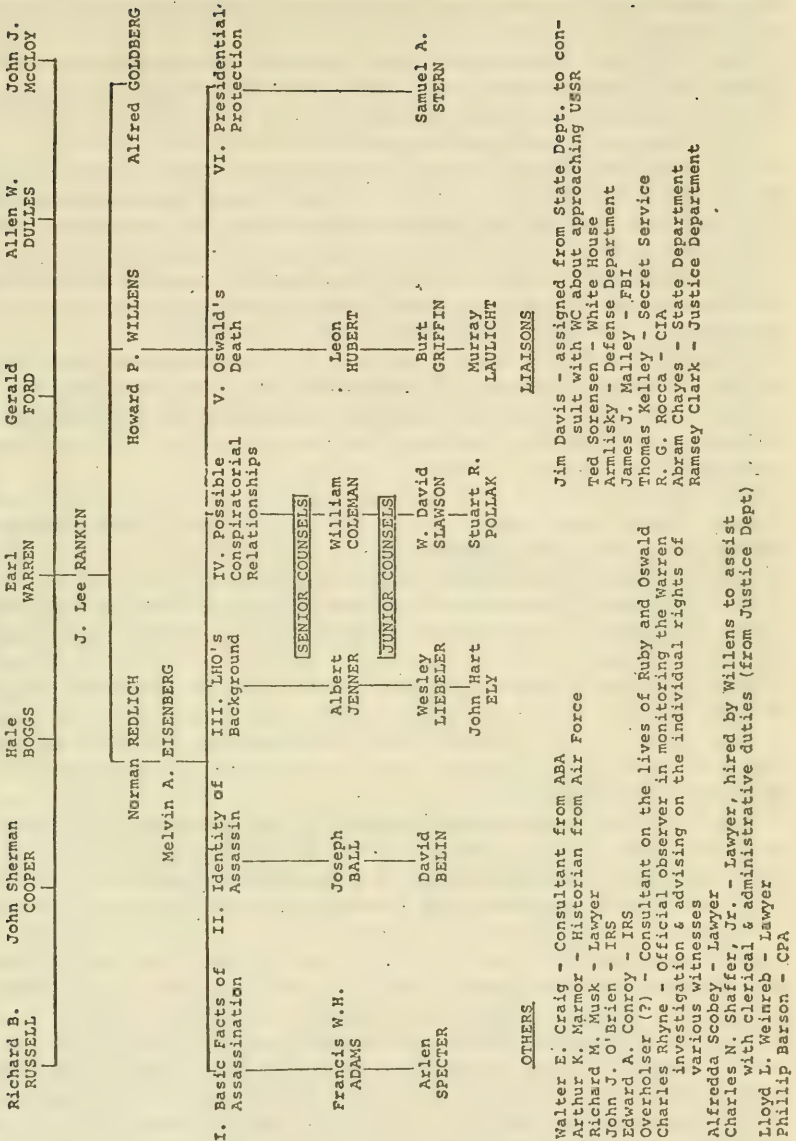 Richard B. RUSSELL
John Sherman COOPER
Hale BOGGS
Earl WARREN
Gerald FORD
Allen W. DULLES
John J. McCLOY
J. Lee RANKIN
Norman REDLICH
Howard P. WILLENS
Alfred GOLDBERG
Melvin A. EISENBERG
I. Basic Facts of Assassination
II. Identity of Assassin
III. LHO's Background
IV. Possible Conspiratorial Relationships
V. Oswald's Death
VI. Presidential Protection
SENIOR COUNSELS
Francis W.H. ADAMS
Joseph BALL
Albert JENNER
William COLEMAN
Leon HUBERT
JUNIOR COUNSELS
Arlen SPECTER
David BELIN
Wesley LIEBELER
W. David SLAWSON
Burt GRIFFIN
Samuel A. STERN
John Hart ELY
Stuart R. POLLAK
Murray LAULICHT
OTHERS
Walter E. Craig - Consultant from ABA
Arthur K. Marmor - Historian from Air Force
Richard M. Musk - Lawyer
John J. O'Brien - IRS
Edward A. Conroy - IRS
Overholser (?) - Consultant on the lives of Ruby and Oswald
Charles Rhyne - Official observer in monitoring the Warren
investigation & advising on the individual rights of
various witnesses
Alfredda Scobey - Lawyer
Charles N. Shaffer, Jr. - Lawyer, hired by Willens to assist
with clerical & administrative duties (from Justice Dept)
Lloyd L. Weinreb - Lawyer
Phillip Barson - CPA
LIAISONS
Jim Davis - assigned from State Dept. to con-
sult with WC about approaching USSR
Ted Sorensen - White House
Armlisky - Defense Department
James J. Malley - FBI
Thomas Kelley - Secret Service
R. G. Rocca - CIA
Abram Chayes - State Department
Ramsey Clark - Justice Department